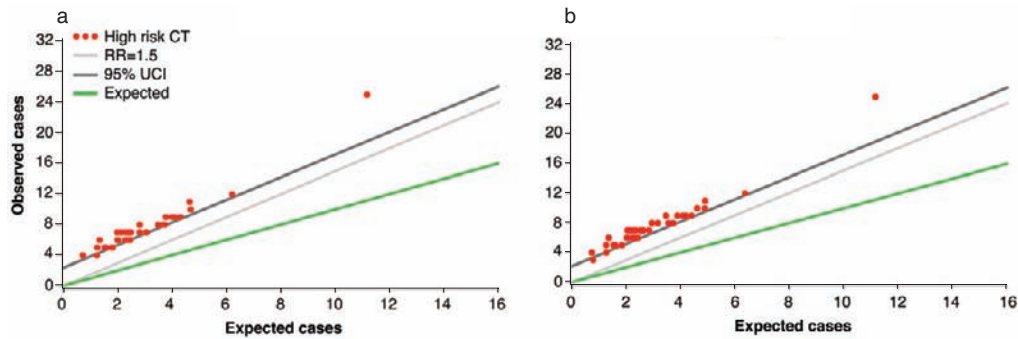 a
High risk CT
RR=1.5
95% UCI
Expected
32
28
24
20
16
12
8
4
0
Observed cases
0 2 4 6 8 10 12 14 16
Expected cases
b
32
28
24
20
16
12
8
4
0
0 2 4 6 8 10 12 14 16
Expected cases